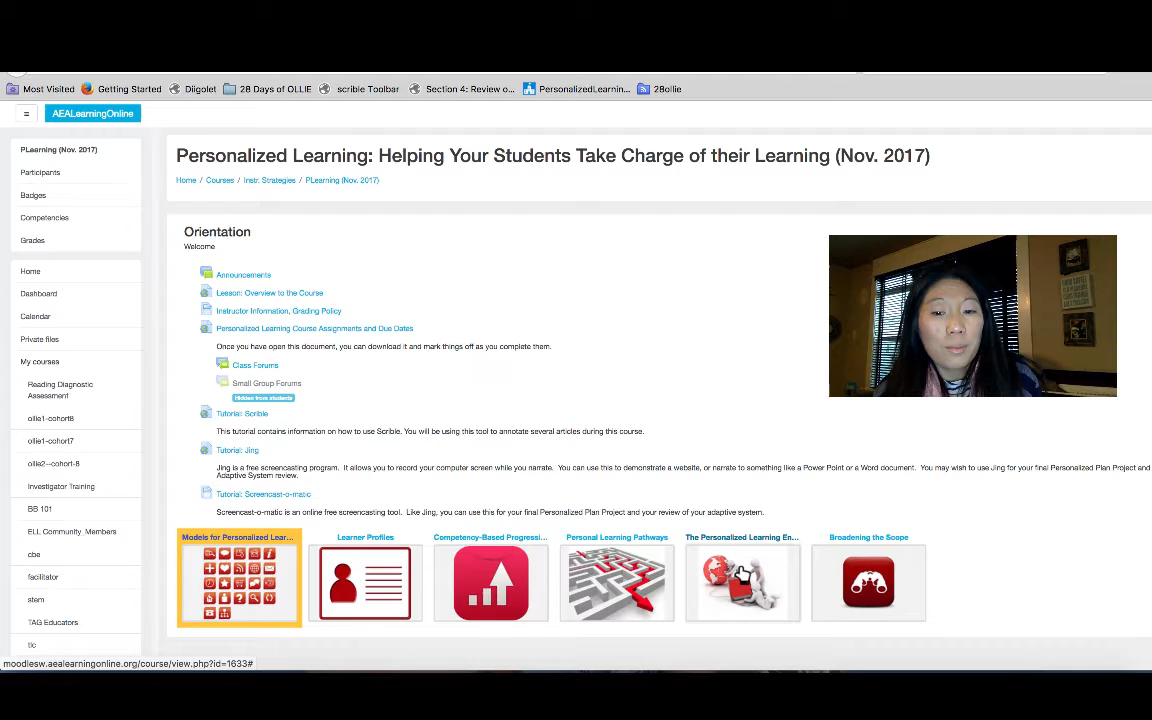 Most Visited Getting Started Diigolet 28 Days of OLLIE scrible Toolbar Section 4: Review o... PersonalizedLearnin... 28ollie
AEALearningOnline
PLearning (Nov. 2017)
Participants
Badges
Competencies
Grades
Home
Dashboard
Calendar
Private files
My courses
Reading Diagnostic
Assessment
ollie1-cohort8
ollie1-cohort7
ollie2--cohort-8
Investigator Training
BB 101
ELL Community_Members
cbe
facilitator
stem
TAG Educators
tlc
Personalized Learning: Helping Your Students Take Charge of their Learning (Nov. 2017)
Home / Courses / Instr. Strategies / PLearning (Nov. 2017)
Orientation
Welcome
Announcements
Lesson: Overview to the Course
Instructor Information, Grading Policy
Personalized Learning Course Assignments and Due Dates
Once you have open this document, you can download it and mark things off as you complete them.
Class Forums
Small Group Forums
Hidden from students
Tutorial: Scrible
This tutorial contains information on how to use Scrible. You will be using this tool to annotate several articles during this course.
Tutorial: Jing
Jing is a free screencasting program. It allows you to record your computer screen while you narrate. You can use this to demonstrate a website, or narrate to something like a Power Point or a Word document. You may wish to use Jing for your final Personalized Plan Project and
Adaptive System review.
Tutorial: Screencast-o-matic
Screencast-o-matic is an online free screencasting tool. Like Jing, you can use this for your final Personalized Plan Project and your review of your adaptive system.
Models for Personalized Lear... Learner Profiles Competency-Based Progressi... Personal Learning Pathways The Personalized Learning En... Broadening the Scope
moodlesw.aealearningonline.org/course/view.php?id=1633#